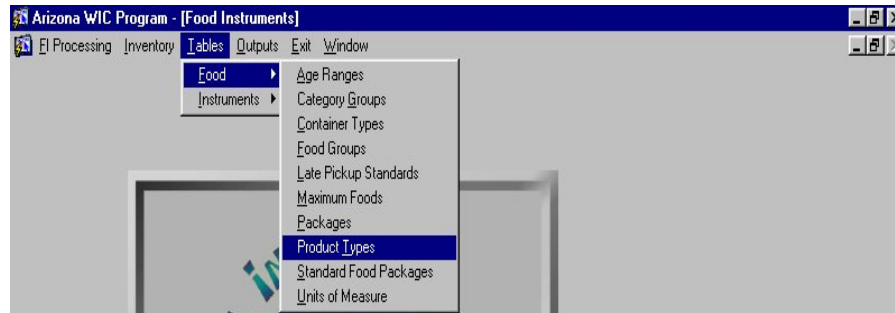 Arizona WIC Program - [Food Instruments]
FI Processing Inventory Tables Outputs Exit Window
Food
Instruments
Age Ranges
Category Groups
Container Types
Food Groups
Late Pickup Standards
Maximum Foods
Packages
Product Types
Standard Food Packages
Units of Measure